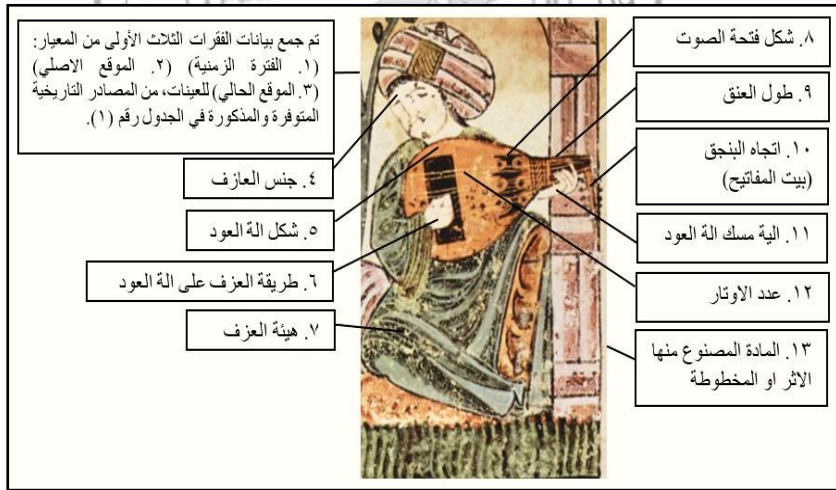 تم جمع بيانات الفقرات الثلاث الأولى من المعيار:
(١. الفترة الزمنية) (٢. الموقع الاصلي)
(٣. الموقع الحالي) للعينات، من المصادر التاريخية
المتوفرة والمذكورة في الجدول رقم (١).
٤. جنس العازف
٥. شكل الة العود
٦. طريقة العزف على الة العود
٧. هيئة العزف
٨. شكل فتحة الصوت
٩. طول العنق
١٠. اتجاه البنجق
(بيت المفاتيح)
١١. الية مسك الة العود
١٢. عدد الاوتار
١٣. المادة المصنوع منها
الاثر او المخطوطة